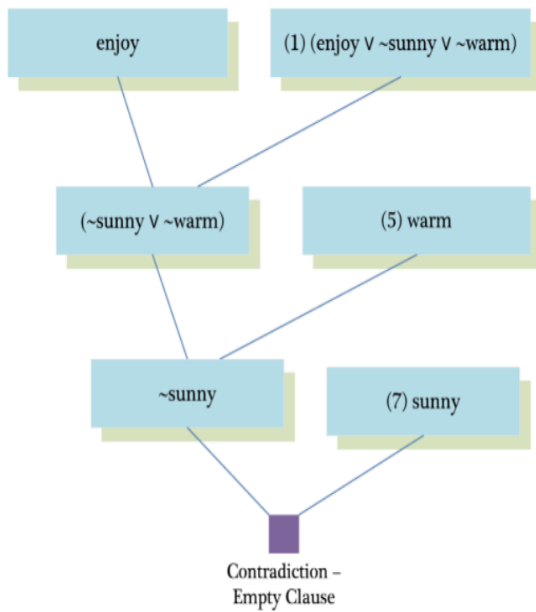 enjoy
(1) (enjoy ∨ ~sunny ∨ ~warm)
(~sunny ∨ ~warm)
(5) warm
~sunny
(7) sunny
Contradiction –
Empty Clause